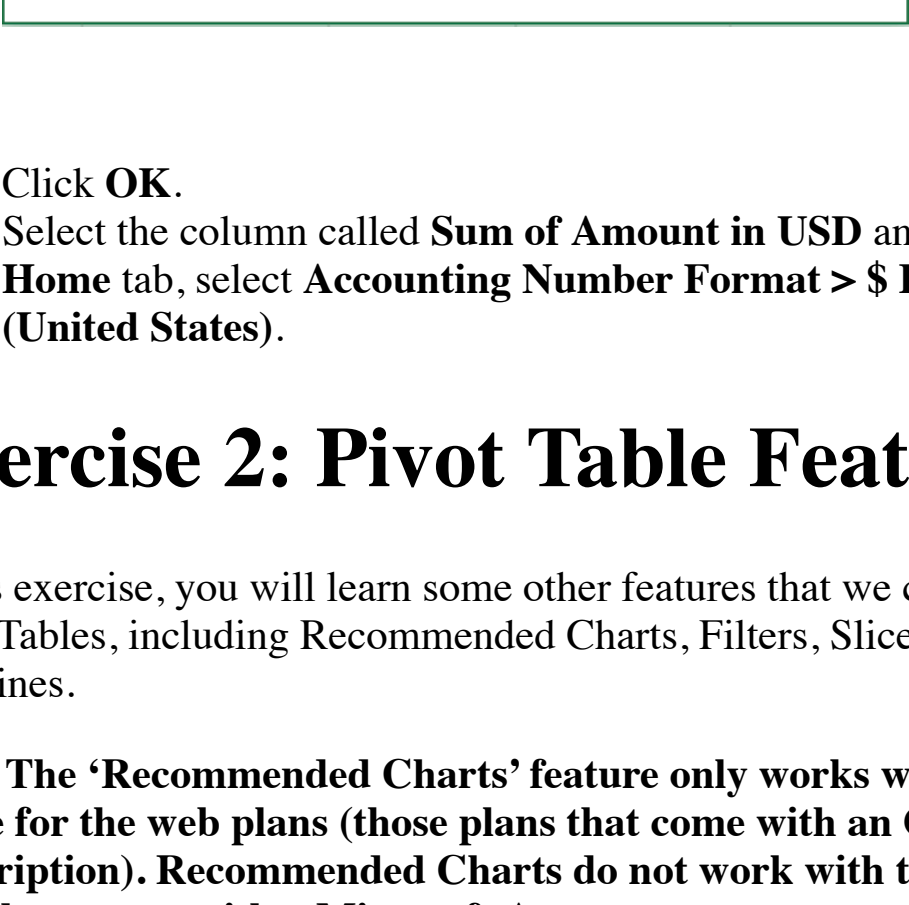 Click OK.
Select the column called Sum of Amount in USD an
Home tab, select Accounting Number Format > $
(United States).
ercise 2: Pivot Table Feat
exercise, you will learn some other features that we
Tables, including Recommended Charts, Filters, Slice
ines.
The ‘Recommended Charts’ feature only works w
for the web plans (those plans that come with an
ription). Recommended Charts do not work with t